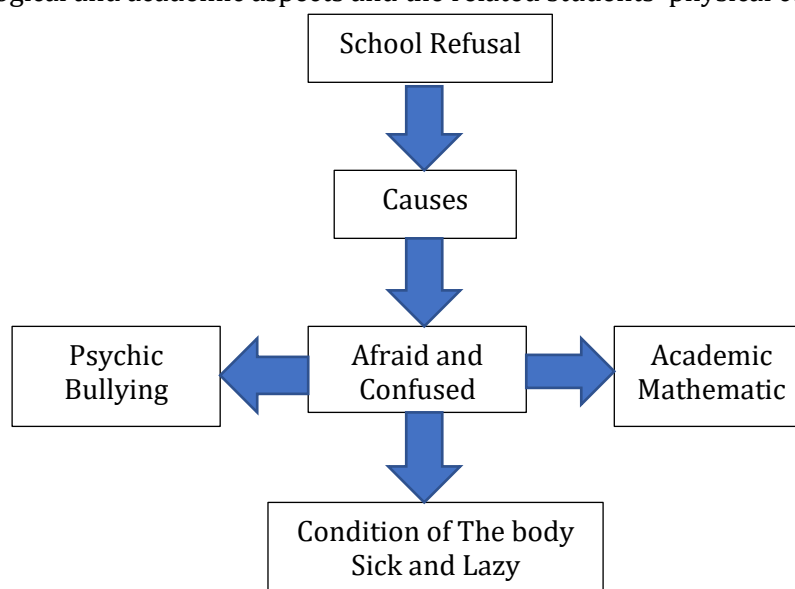 logical and academic aspects and the related students' physical
School Refusal
Causes
Psychic
Bullying
Afraid and
Confused
Academic
Mathematic
Condition of The body
Sick and Lazy